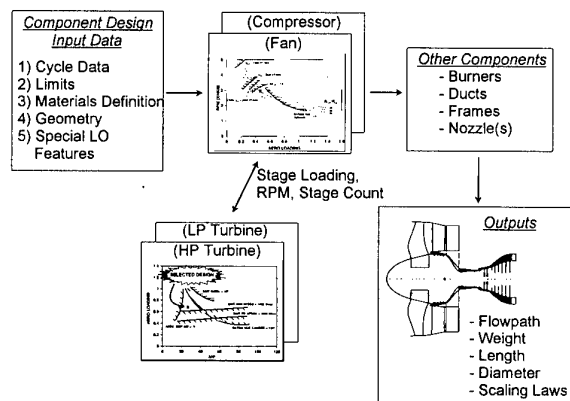 Component Design
Input Data
1) Cycle Data
2) Limits
3) Materials Definition
4) Geometry
5) Special LO
Features
(Compressor)
(Fan)
Other Components
- Burners
- Ducts
- Frames
- Nozzle(s)
Stage Loading,
RPM, Stage Count
(LP Turbine)
(HP Turbine)
SELECTED DESIGN
Outputs
- Flowpath
- Weight
- Length
- Diameter
- Scaling Laws